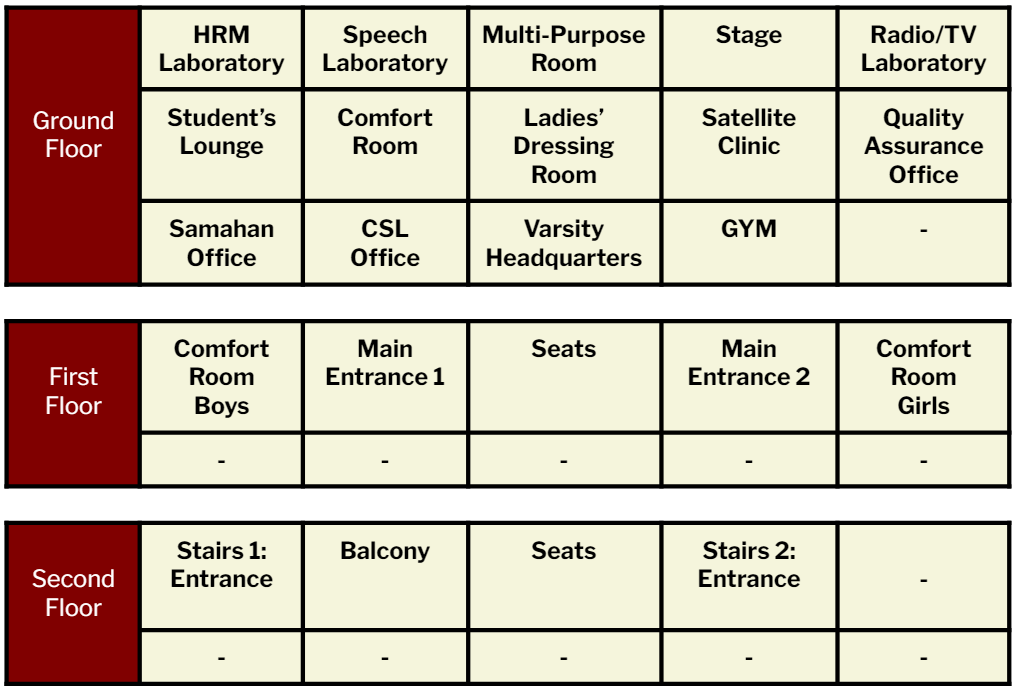 Ground
Floor
HRM
Laboratory
Speech
Laboratory
Multi-Purpose
Room
Stage
Radio/TV
Laboratory
Student's
Lounge
Comfort
Room
Ladies'
Dressing
Room
Satellite
Clinic
Quality
Assurance
Office
Samahan
Office
CSL
Office
Varsity
Headquarters
GYM
-
First
Floor
Comfort
Room
Boys
Main
Entrance 1
Seats
Main
Entrance 2
Comfort
Room
Girls
-
-
-
-
-
Second
Floor
Stairs 1:
Entrance
Balcony
Seats
Stairs 2:
Entrance
-
-
-
-
-
-